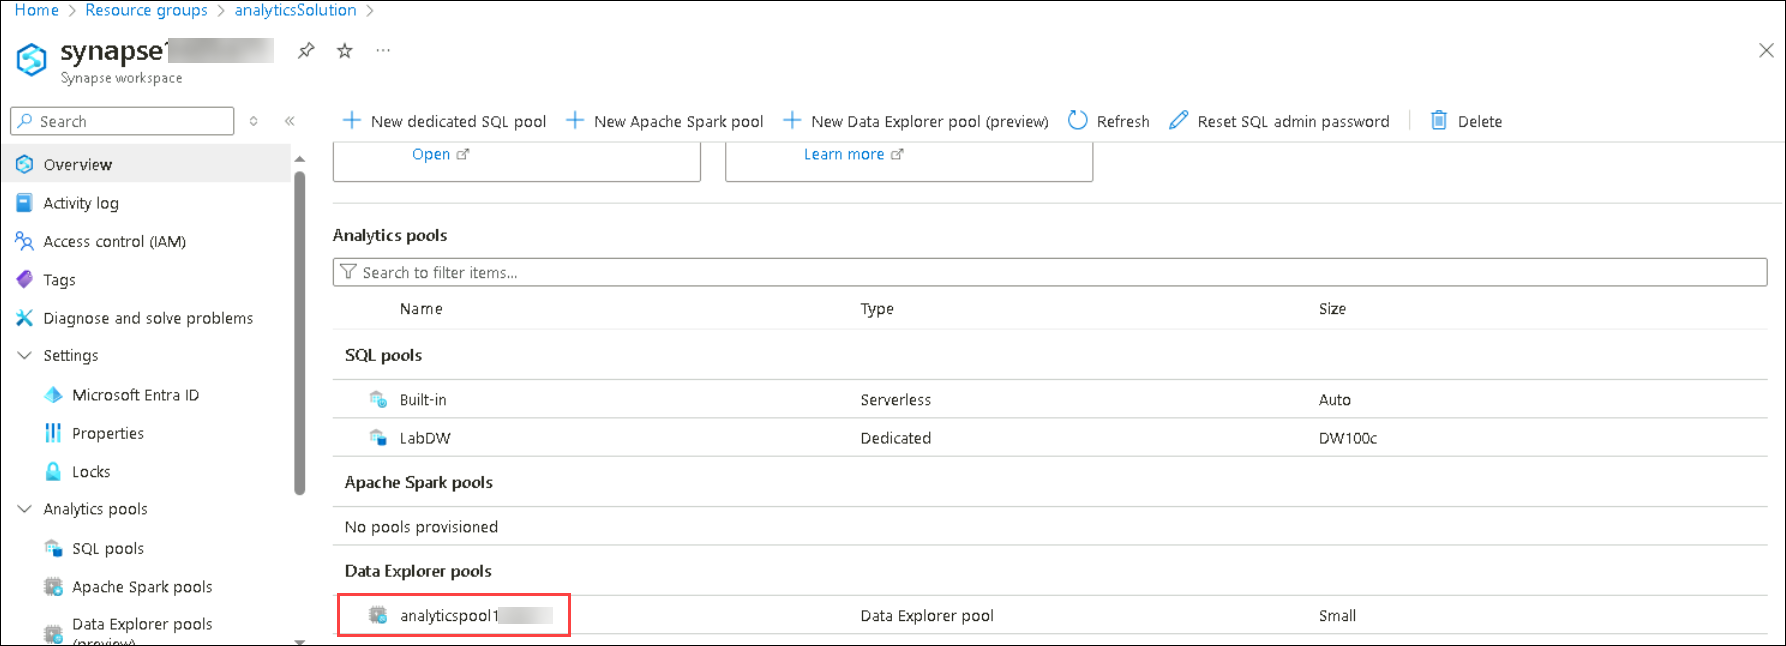 Home > Resource groups > analyticsSolution >
synapse1
Synapse workspace
Search
New dedicated SQL pool
New Apache Spark pool
New Data Explorer pool (preview)
Refresh
Reset SQL admin password
Delete
Overview
Activity log
Access control (IAM)
Tags
Diagnose and solve problems
Settings
Microsoft Entra ID
Properties
Locks
Analytics pools
SQL pools
Apache Spark pools
Data Explorer pools
(preview)
Open
Learn more
Analytics pools
Search to filter items...
Name Type Size
SQL pools
Built-in Serverless Auto
LabDW Dedicated DW100c
Apache Spark pools
No pools provisioned
Data Explorer pools
analyticspool1 Data Explorer pool Small